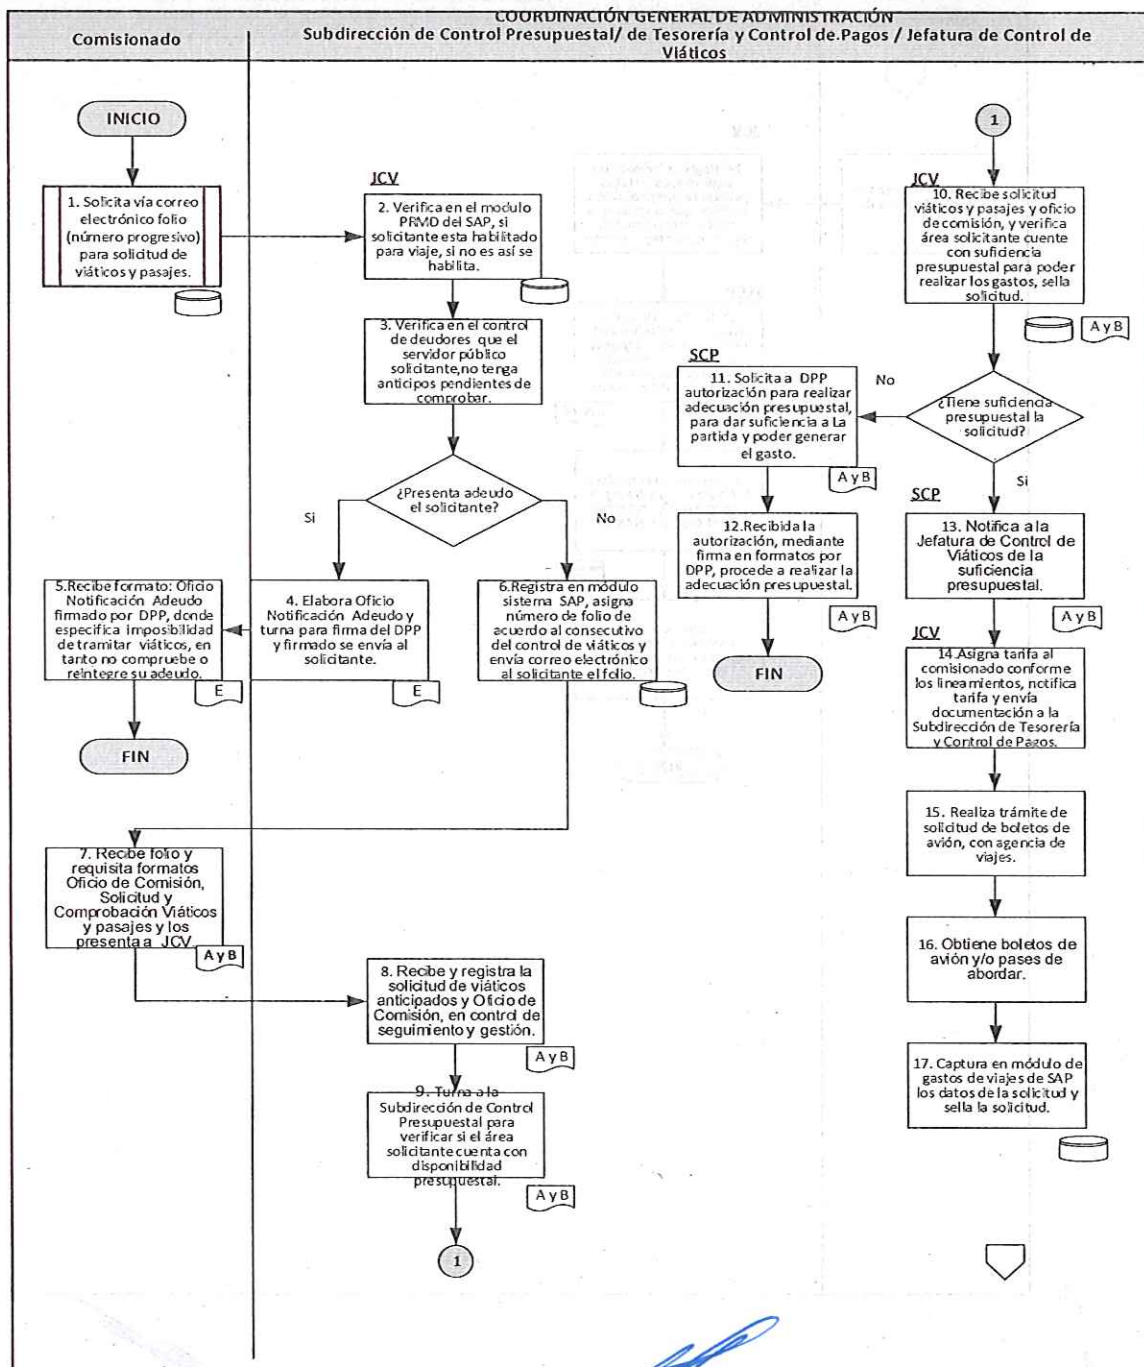 COORDINACIÓN GENERAL DE ADMINISTRACIÓN
Comisionado
Subdirección de Control Presupuestal/ de Tesorería y Control de.Pagos / Jefatura de Control de
Viáticos
INICIO
1. Solicita vía correo
electrónico folio
(número progresivo)
para solicitud de
viáticos y pasajes.
JCV
2. Verifica en el modulo
PRMD del SAP, si
solicitante esta habilitado
para viaje, si no es así se
habilita.
3. Verifica en el control
de deudores que el
servidor público
solicitante,no tenga
anticipos pendientes de
comprobar.
¿Presenta adeudo
el solicitante?
Si
No
5.Recibe formato: Oficio
Notificación Adeudo
firmado por DPP, donde
especifica imposibilidad
de tramitar viáticos, en
tanto no compruebe o
reintegre su adeudo.
E
FIN
4. Elabora Oficio
Notificación Adeudo y
turna para firma del DPP
y firmado se envía al
solicitante.
E
6.Registra en módulo
sistema SAP, asigna
número de folio de
acuerdo al consecutivo
del control de viáticos y
envía correo electrónico
al solicitante el folio.
7. Recibe folio y
requisita formatos
Oficio de Comisión,
Solicitud y
Comprobación Viáticos
y pasajes y los
presenta a JCV.
A y B
8. Recibe y registra la
solicitud de viáticos
anticipados y Oficio de
Comisión, en control de
seguimiento y gestión.
A y B
9. Turna a la
Subdirección de Control
Presupuestal para
verificar si el área
solicitante cuenta con
disponibilidad
presupuestal.
A y B
1
1
JCV
10. Recibe solicitud
viáticos y pasajes y oficio
de comisión, y verifica
área solicitante cuente
con suficiencia
presupuestal para poder
realizar los gastos, sella
solicitud.
A y B
¿Tiene suficiencia
presupuestal la
solicitud?
No
Si
SCP
11. Solicita a DPP
autorización para realizar
adecuación presupuestal,
para dar suficiencia a La
partida y poder generar
el gasto.
A y B
12.Recibida la
autorización, mediante
firma en formatos por
DPP, procede a realizar la
adecuación presupuestal.
A y B
FIN
SCP
13. Notifica a la
Jefatura de Control de
Viáticos de la
suficiencia
presupuestal.
A y B
JCV
14.Asigna tarifa al
comisionado conforme
los lineamientos, notifica
tarifa y envía
documentación a la
Subdirección de Tesorería
y Control de Pagos.
15. Realiza trámite de
solicitud de boletos de
avión, con agencia de
viajes.
16. Obtiene boletos de
avión y/o pases de
abordar.
17. Captura en módulo de
gastos de viajes de SAP
los datos de la solicitud y
sella la solicitud.